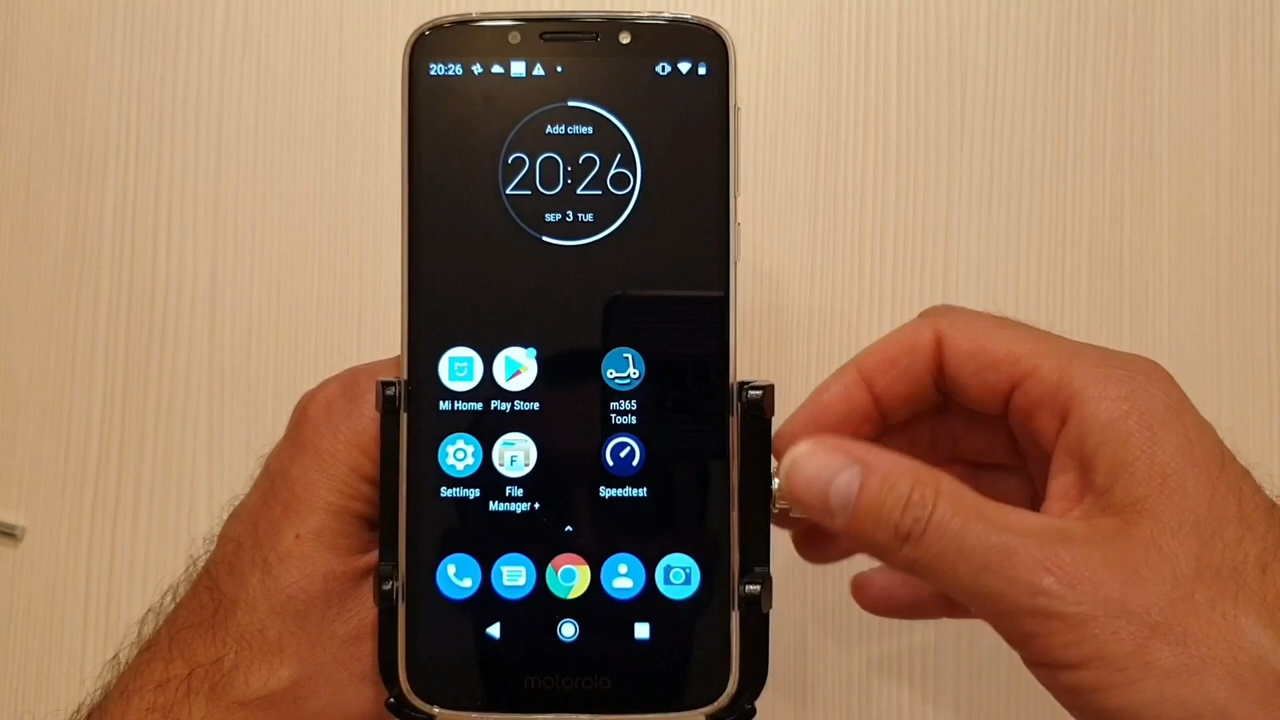 20:26
Add cities
20:26
SEP 3 TUE
Mi Home
Play Store
m365
Tools
Settings
File
Manager +
Speedtest
F
motorola